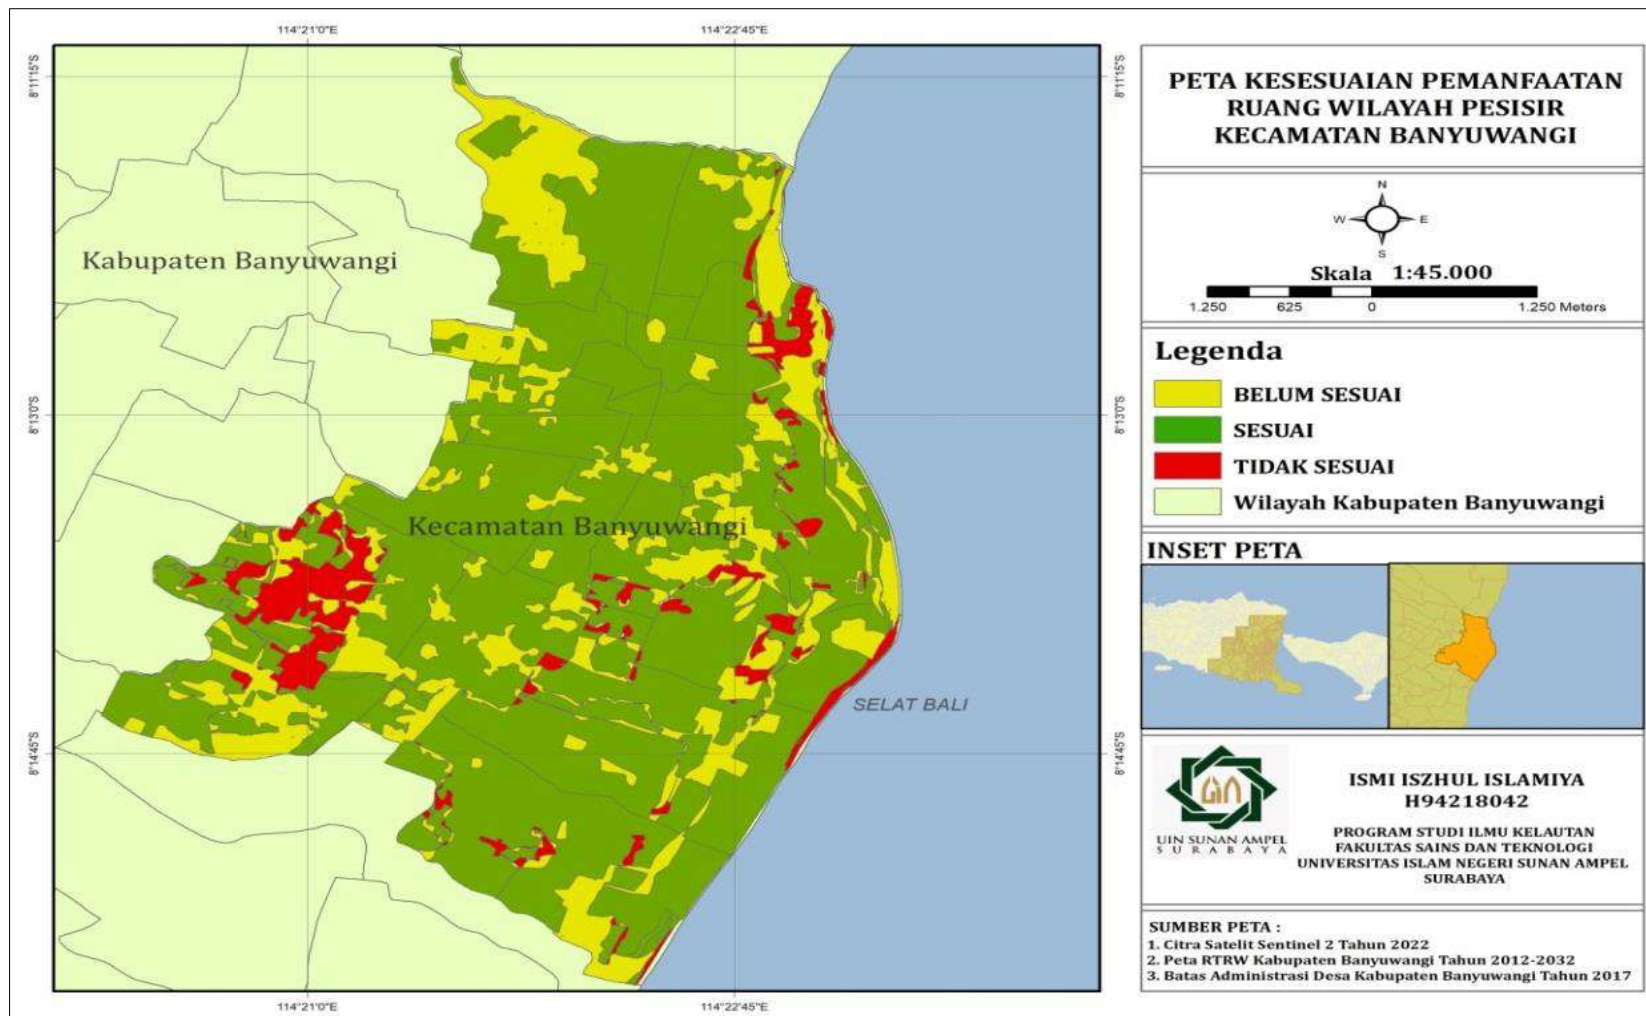 114°21'0"E
114°22'45"E
8°11'15"S
8°11'15"S
Kabupaten Banyuwangi
8°13'0"S
8°13'0"S
Kecamatan Banyuwangi
SELAT BALI
8°14'45"S
8°14'45"S
114°21'0"E
114°22'45"E
PETA KESESUAIAN PEMANFAATAN
RUANG WILAYAH PESISIR
KECAMATAN BANYUWANGI
N
W
E
S
Skala 1:45.000
1.250 625 0 1.250 Meters
Legenda
BELUM SESUAI
SESUAI
TIDAK SESUAI
Wilayah Kabupaten Banyuwangi
INSET PETA
UIN SUNAN AMPEL
SURABAYA
ISMI ISZHUL ISLAMIYA
H94218042
PROGRAM STUDI ILMU KELAUTAN
FAKULTAS SAINS DAN TEKNOLOGI
UNIVERSITAS ISLAM NEGERI SUNAN AMPEL
SURABAYA
SUMBER PETA :
1. Citra Satelit Sentinel 2 Tahun 2022
2. Peta RTRW Kabupaten Banyuwangi Tahun 2012-2032
3. Batas Administrasi Desa Kabupaten Banyuwangi Tahun 2017